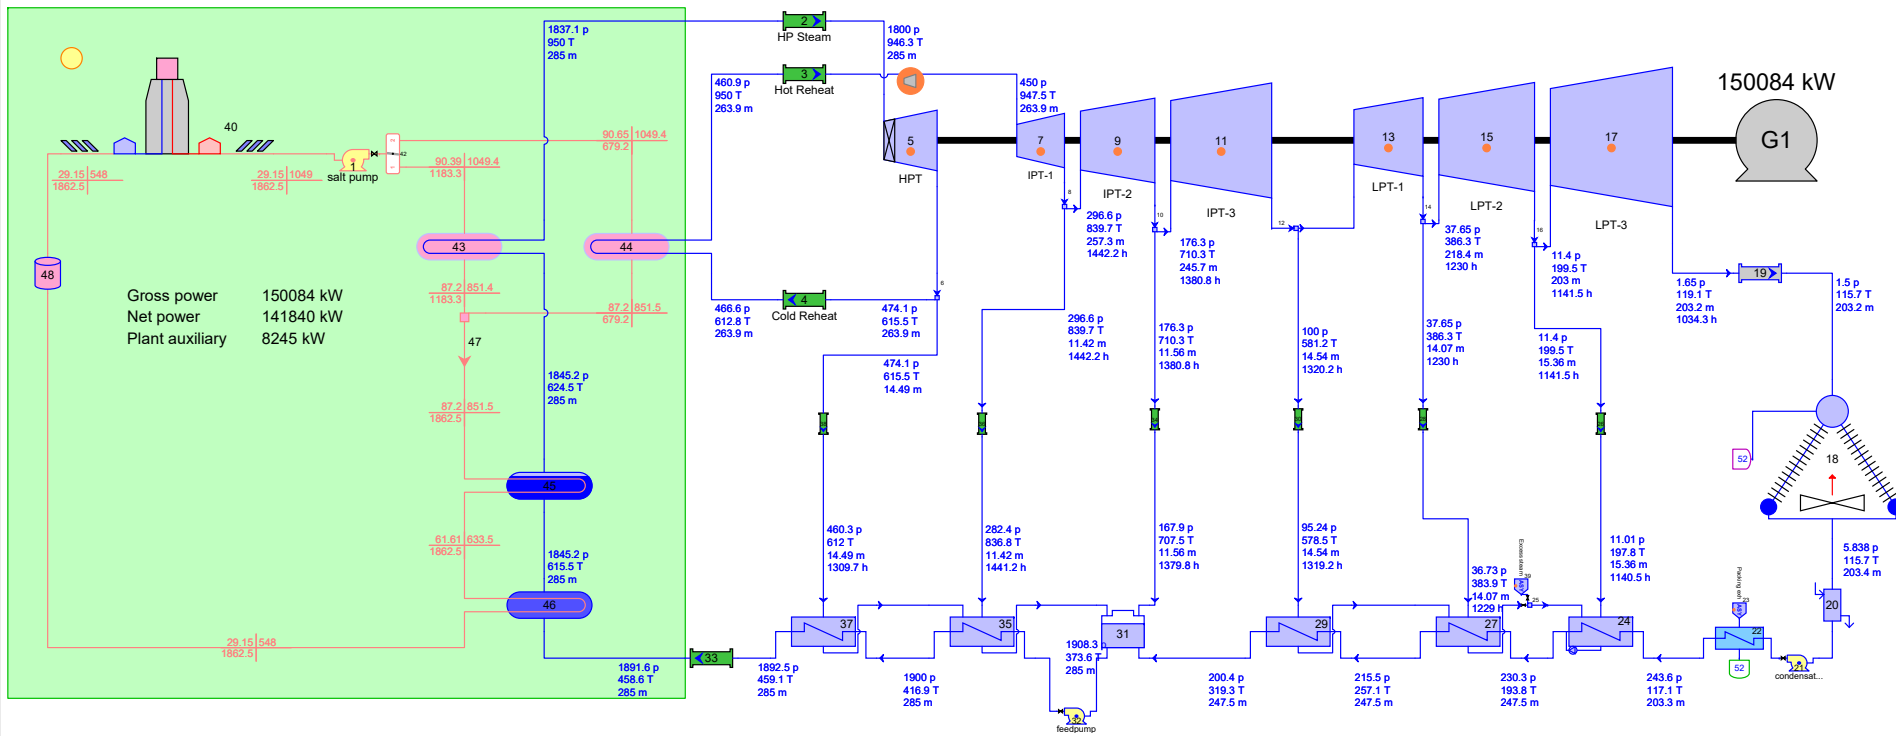 1837.1 p
950 T
285 m
2
HP Steam
1800 p
946.3 T
285 m
460.9 p
950 T
263.9 m
3
Hot Reheat
450 p
947.5 T
263.9 m
150084 kW
G1
40
1
salt pump
42
90.65 1049.4
679.2
90.39 1049.4
1183.3
29.15 548
1862.5
29.15 1049
1862.5
5
HPT
7
IPT-1
9
IPT-2
11
IPT-3
13
LPT-1
15
LPT-2
17
LPT-3
8
10
12
14
16
6
43
44
48
296.6 p
839.7 T
257.3 m
1442.2 h
176.3 p
710.3 T
245.7 m
1380.8 h
37.65 p
386.3 T
218.4 m
1230 h
11.4 p
199.5 T
203 m
1141.5 h
1.65 p
119.1 T
203.2 m
1034.3 h
19
1.5 p
115.7 T
203.2 m
Gross power 150084 kW
Net power 141840 kW
Plant auxiliary 8245 kW
87.2 851.4
1183.3
87.2 851.5
679.2
47
466.6 p
612.8 T
263.9 m
4
Cold Reheat
474.1 p
615.5 T
263.9 m
474.1 p
615.5 T
14.49 m
296.6 p
839.7 T
11.42 m
1442.2 h
176.3 p
710.3 T
11.56 m
1380.8 h
100 p
581.2 T
14.54 m
1320.2 h
37.65 p
386.3 T
14.07 m
1230 h
11.4 p
199.5 T
15.36 m
1141.5 h
1845.2 p
624.5 T
285 m
87.2 851.5
1862.5
45
52
18
61.61 633.5
1862.5
1845.2 p
615.5 T
285 m
46
460.3 p
612 T
14.49 m
1309.7 h
282.4 p
836.8 T
11.42 m
1441.2 h
167.9 p
707.5 T
11.56 m
1379.8 h
95.24 p
578.5 T
14.54 m
1319.2 h
36.73 p
383.9 T
14.07 m
1229 h
11.01 p
197.8 T
15.36 m
1140.5 h
5.838 p
115.7 T
203.4 m
20
29.15 548
1862.5
37
35
31
29
27
25
24
22
52
21
condensat...
33
1891.6 p
458.6 T
285 m
1892.5 p
459.1 T
285 m
1900 p
416.9 T
285 m
1908.3 p
373.6 T
285 m
32
feedpump
200.4 p
319.3 T
247.5 m
215.5 p
257.1 T
247.5 m
230.3 p
193.8 T
247.5 m
243.6 p
117.1 T
203.3 m